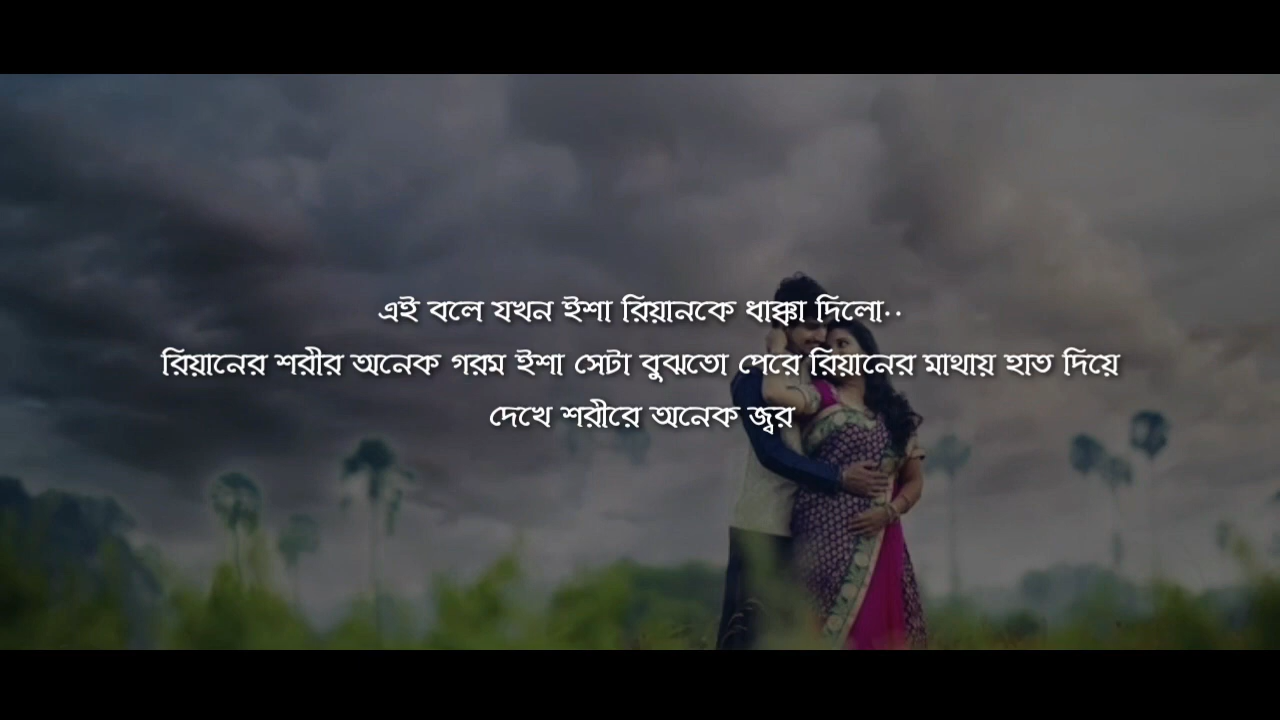 এই বলে যখন ইশা রিয়ানকে ধাক্কা দিলো..
রিয়ানের শরীর অনেক গরম ইশা সেটা বুঝতো পেরে রিয়ানের মাথায় হাত দিয়ে
দেখে শরীরে অনেক জ্বর